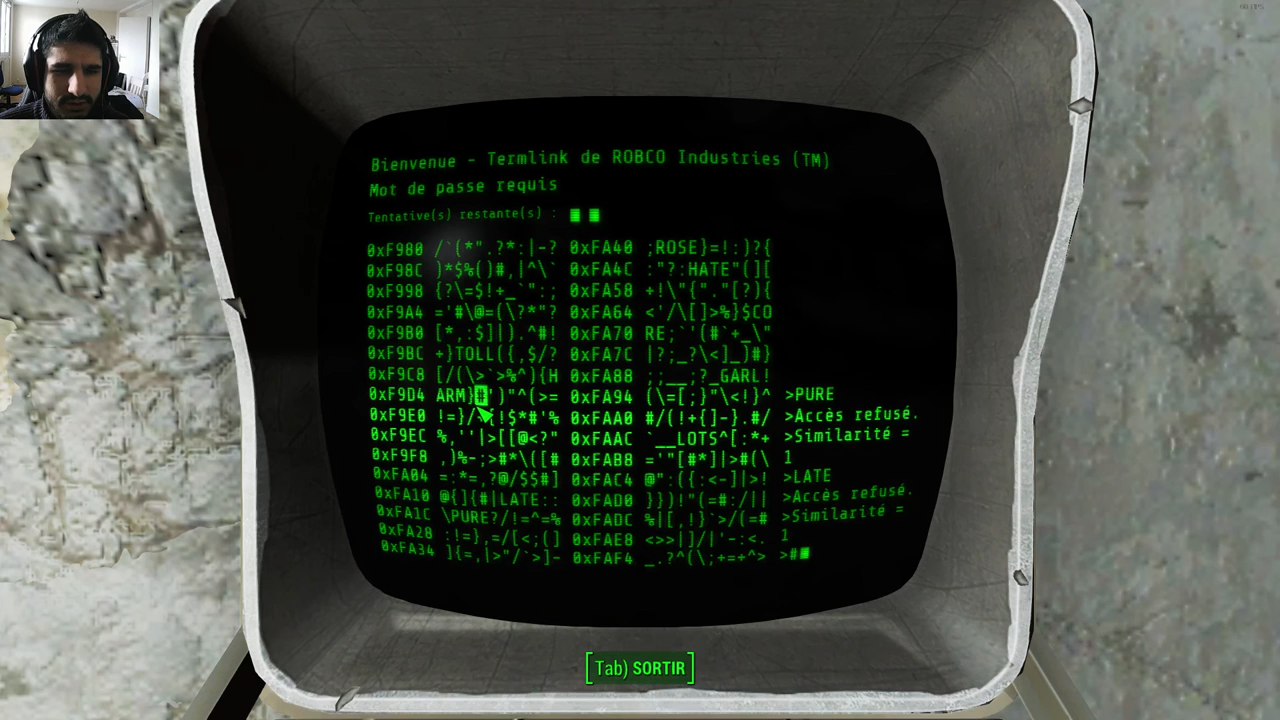 Bienvenue - Termlink de ROBCO Industries (TM)
Mot de passe requis
Tentative(s) restante(s) :
0xF980 /`(*".?*:|-? 0xFA40 ;ROSE}=!:)?{
0xF98C )*$%()#,|^\` 0xFA4C :"?:HATE"(][
0xF998 {?\=$!+_`":; 0xFA58 +!\"{"."[?){
0xF9A4 ='#\@=(\?*"? 0xFA64 <'/\[]>%}$CO
0xF9B0 [*,:$]|).^#! 0xFA70 RE;`'(#`+_\"
0xF9BC +}TOLL({,$/? 0xFA7C |?;_?\<]_)#}
0xF9C8 [/(\>`>%^){H 0xFA88 ;;__;?_GARL!
0xF9D4 ARM}#')"^(>= 0xFA94 (\=[;}"\<!}^ >PURE
0xF9E0 !=}/-{!$*#'% 0xFAA0 #/(!+{]-}.#/ >Accès refusé.
0xF9EC %,''|>[[@<?" 0xFAAC `__LOTS^[:*+ >Similarité =
0xF9F8 ,)%-;>#*\([# 0xFAB8 ='"[#*]|>#(\ 1
0xFA04 =:*=,?@/$$#] 0xFAC4 @":({:<-]|>! >LATE
0xFA10 @{]{#|LATE:: 0xFAD0 }})!"(=#:/|| >Accès refusé.
0xFA1C \PURE?/!=^=% 0xFADC %|[,!}`>/(=# >Similarité =
0xFA28 :!=},=/[<;(] 0xFAE8 <>>|]/|'-:<. 1
0xFA34 ]{=,|>"/`>]- 0xFAF4 _.?^(\;+=+^> >#
[Tab) SORTIR]